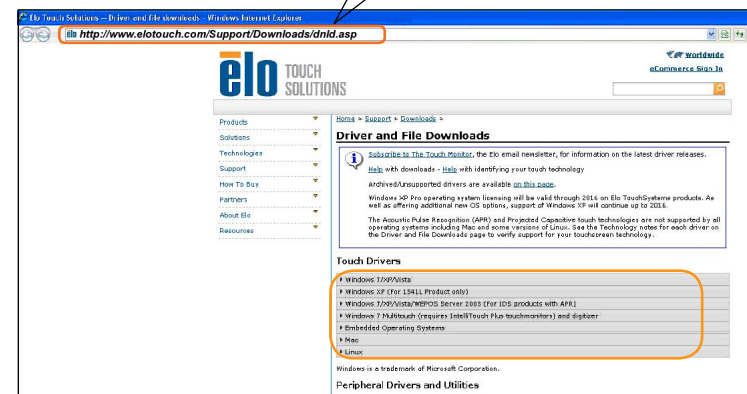 Elo Touch Solutions - Driver and file downloads - Windows Internet Explorer
elo http://www.elotouch.com/Support/Downloads/dnld.asp
Worldwide
eCommerce Sign In
elo TOUCH SOLUTIONS
Products
Solutions
Technologies
Support
How To Buy
Partners
About Elo
Resources
Home > Support > Downloads >
Driver and File Downloads
Subscribe to The Touch Monitor, the Elo email newsletter, for information on the latest driver releases.
Help with downloads - Help with identifying your touch technology
Archived/Unsupported drivers are available on this page.
Windows XP Pro operating system licensing will be valid through 2016 on Elo TouchSystems products. As
well as offering additional new OS options, support of Windows XP will continue up to 2016.
The Acoustic Pulse Recognition (APR) and Projected Capacitive touch technologies are not supported by all
operating systems including Mac and some versions of Linux. See the Technology notes for each driver on
the Driver and File Downloads page to verify support for your touchscreen technology.
Touch Drivers
Windows 7/XP/Vista
Windows XP (For 1541L Product only)
Windows 7/XP/Vista/WEPOS Server 2003 (For IDS products with APR)
Windows 7 Multitouch (requires IntelliTouch Plus touchmonitors) and digitizer
Embedded Operating Systems
Mac
Linux
Windows is a trademark of Microsoft Corporation.
Peripheral Drivers and Utilities